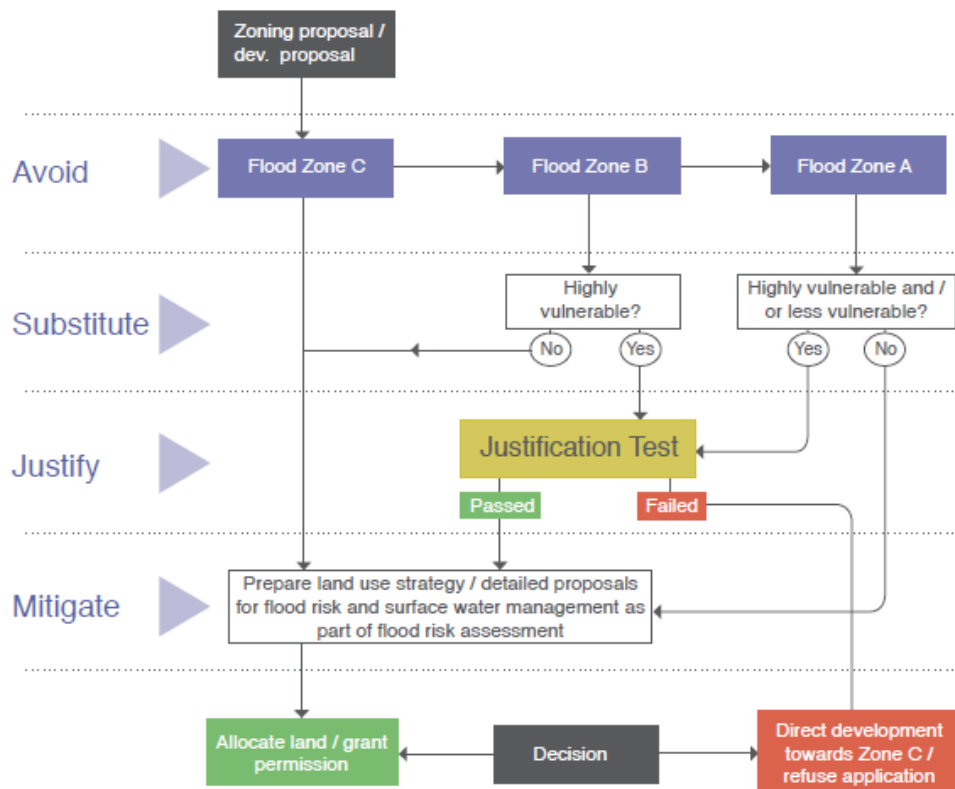 Zoning proposal /
dev. proposal
Avoid
Flood Zone C
Flood Zone B
Flood Zone A
Substitute
Highly
vulnerable?
Highly vulnerable and /
or less vulnerable?
No
Yes
Yes
No
Justify
Justification Test
Passed
Failed
Mitigate
Prepare land use strategy / detailed proposals
for flood risk and surface water management as
part of flood risk assessment
Allocate land / grant
permission
Decision
Direct development
towards Zone C /
refuse application